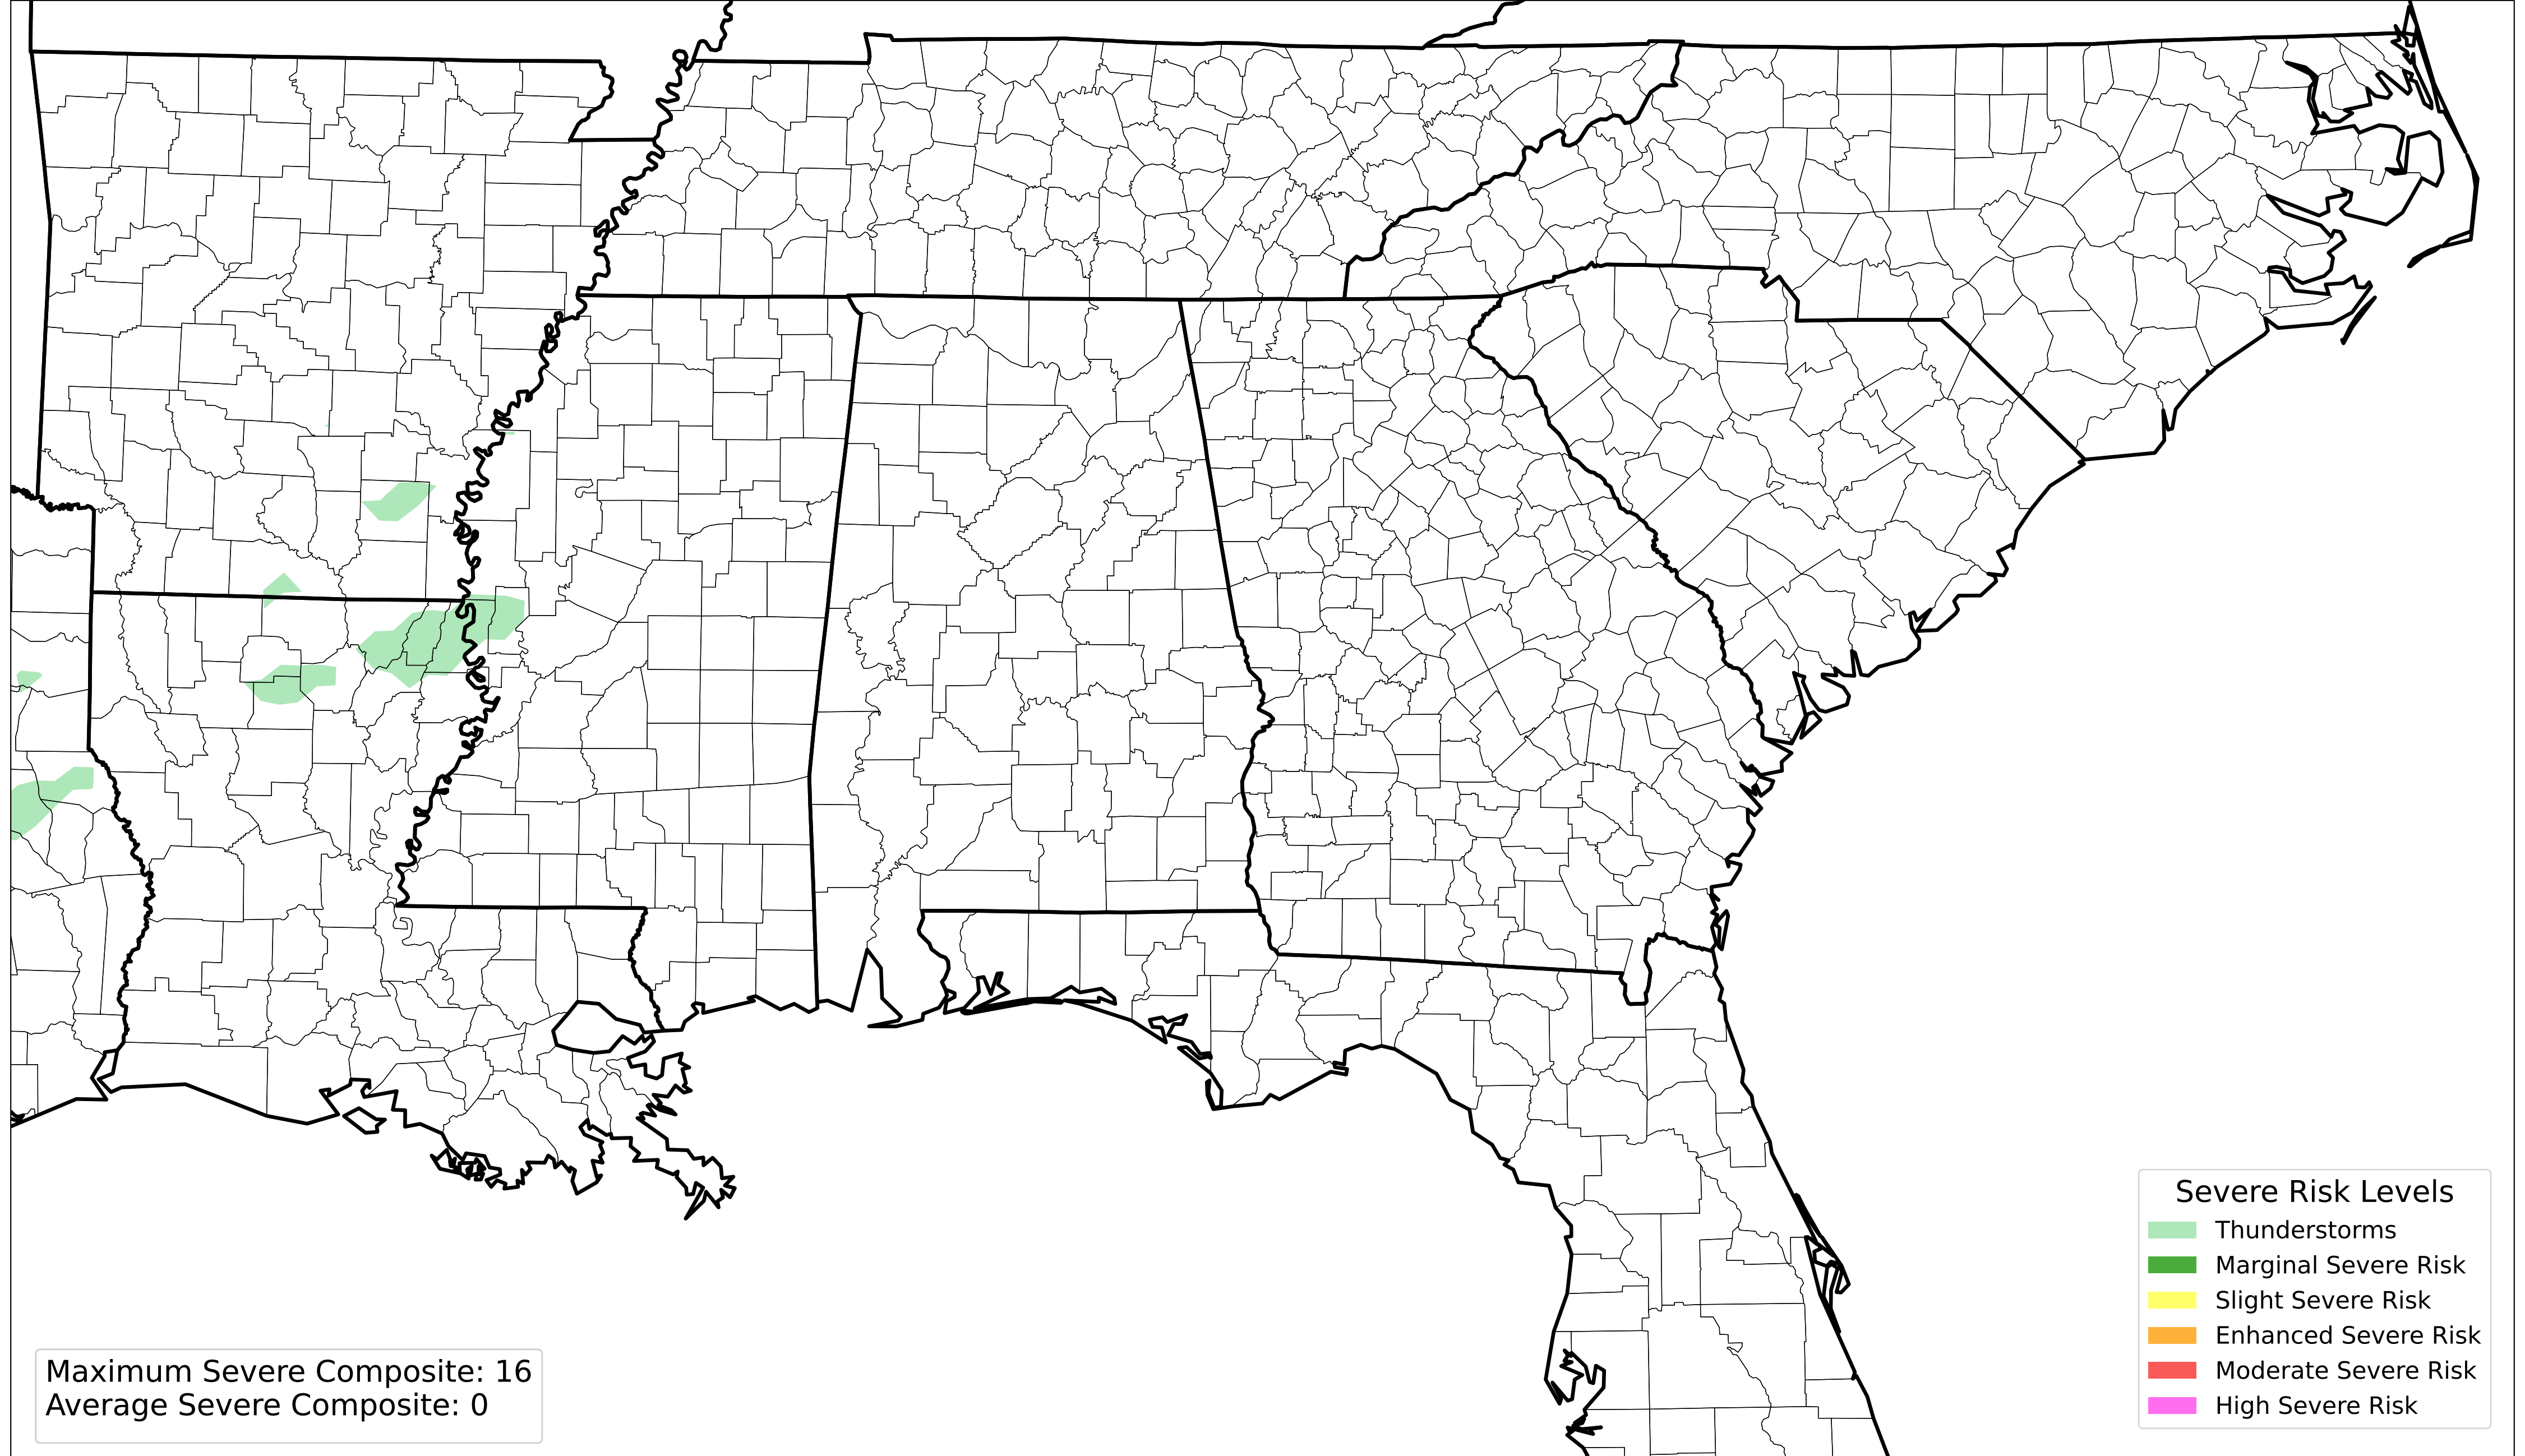 Severe Risk Levels
Thunderstorms
Marginal Severe Risk
Slight Severe Risk
Enhanced Severe Risk
Moderate Severe Risk
High Severe Risk
Maximum Severe Composite: 16
Average Severe Composite: 0